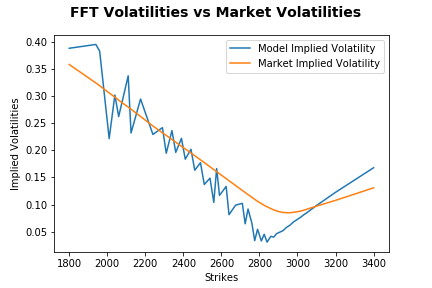 FFT Volatilities vs Market Volatilities
Model Implied Volatility
Market Implied Volatility
Implied Volatilities
0.40
0.35
0.30
0.25
0.20
0.15
0.10
0.05
1800 2000 2200 2400 2600 2800 3000 3200 3400
Strikes